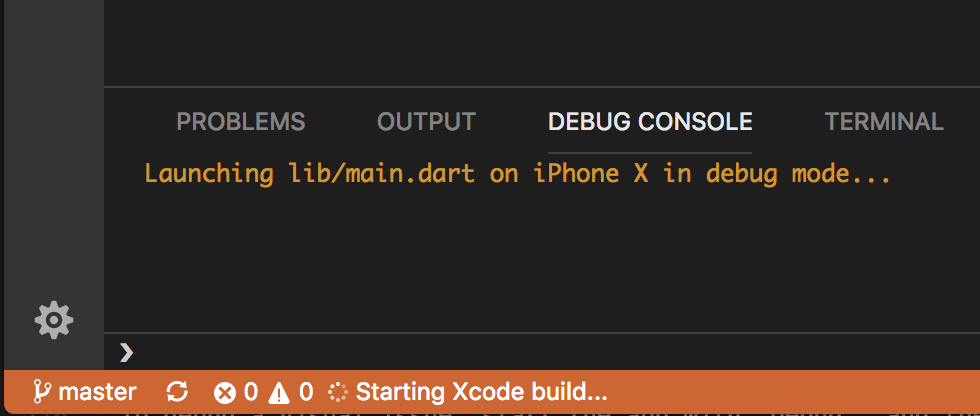 PROBLEMS OUTPUT DEBUG CONSOLE TERMINAL
Launching lib/main.dart on iPhone X in debug mode...
master 0 0 Starting Xcode build...